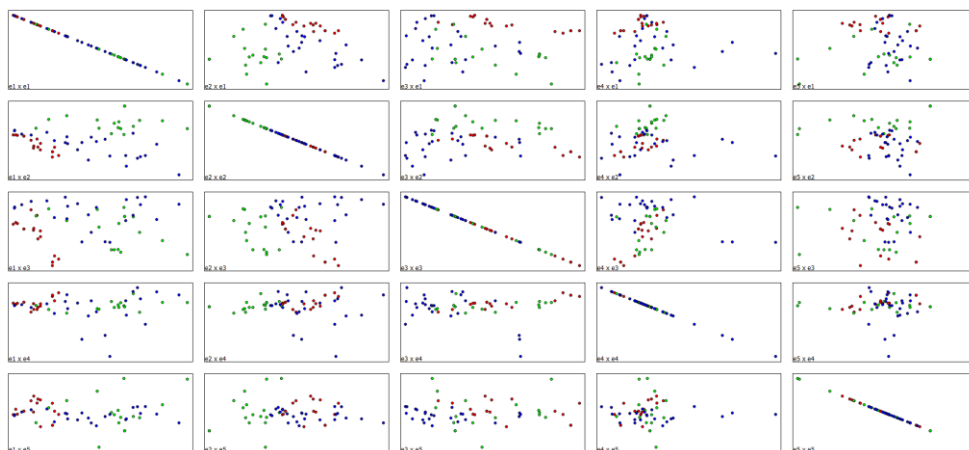 e1 x e1
e2 x e1
e3 x e1
e4 x e1
e5 x e1
e1 x e2
e2 x e2
e3 x e2
e4 x e2
e5 x e2
e1 x e3
e2 x e3
e3 x e3
e4 x e3
e5 x e3
e1 x e4
e2 x e4
e3 x e4
e4 x e4
e5 x e4
e1 x e5
e2 x e5
e3 x e5
e4 x e5
e5 x e5